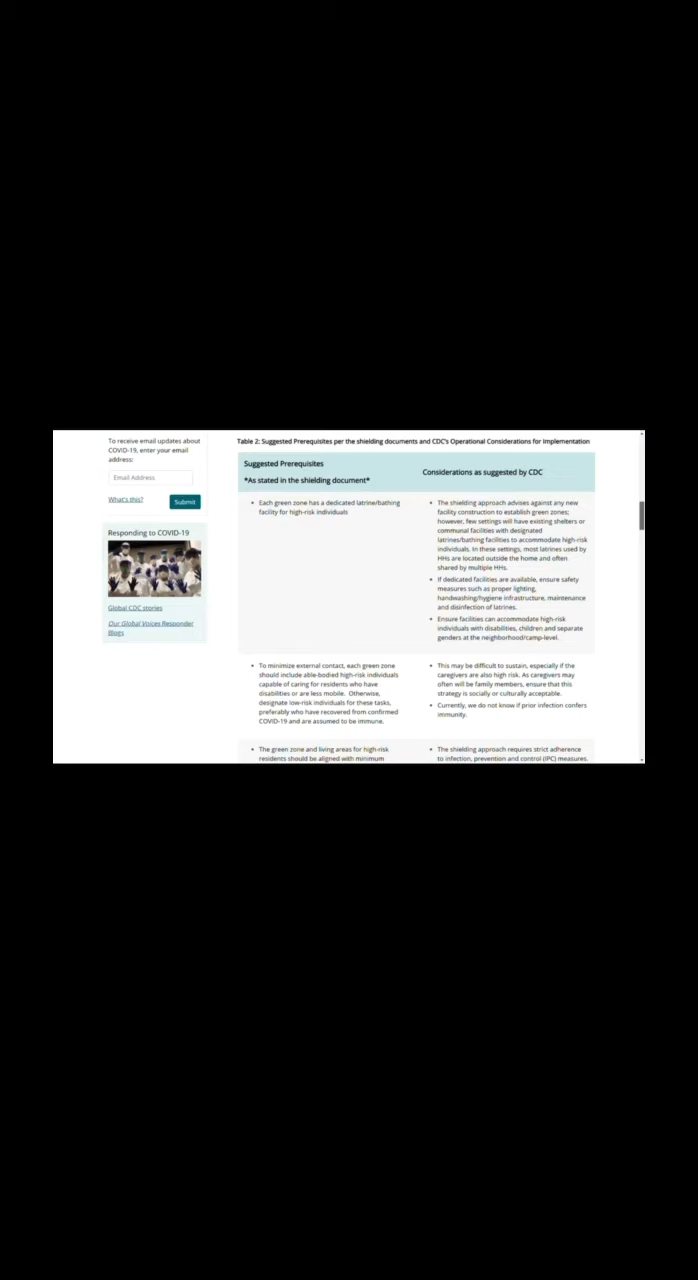 To receive email updates about
COVID-19, enter your email
address:
Email Address
What's this?
Submit
Responding to COVID-19
Global CDC stories
Our Global Voices Responder
Blogs
Table 2: Suggested Prerequisites per the shielding documents and CDC's Operational Considerations for Implementation
Suggested Prerequisites
*As stated in the shielding document*
Considerations as suggested by CDC
• Each green zone has a dedicated latrine/bathing
facility for high-risk individuals
• The shielding approach advises against any new
facility construction to establish green zones;
however, few settings will have existing shelters or
communal facilities with designated
latrines/bathing facilities to accommodate high-risk
individuals. In these settings, most latrines used by
HHs are located outside the home and often
shared by multiple HHs.
• If dedicated facilities are available, ensure safety
measures such as proper lighting,
handwashing/hygiene infrastructure, maintenance
and disinfection of latrines.
• Ensure facilities can accommodate high-risk
individuals with disabilities, children and separate
genders at the neighborhood/camp-level.
• To minimize external contact, each green zone
should include able-bodied high-risk individuals
capable of caring for residents who have
disabilities or are less mobile. Otherwise,
designate low-risk individuals for these tasks,
preferably who have recovered from confirmed
COVID-19 and are assumed to be immune.
• This may be difficult to sustain, especially if the
caregivers are also high risk. As caregivers may
often will be family members, ensure that this
strategy is socially or culturally acceptable.
• Currently, we do not know if prior infection confers
immunity.
• The green zone and living areas for high-risk
residents should be aligned with minimum
• The shielding approach requires strict adherence
to infection, prevention and control (IPC) measures.